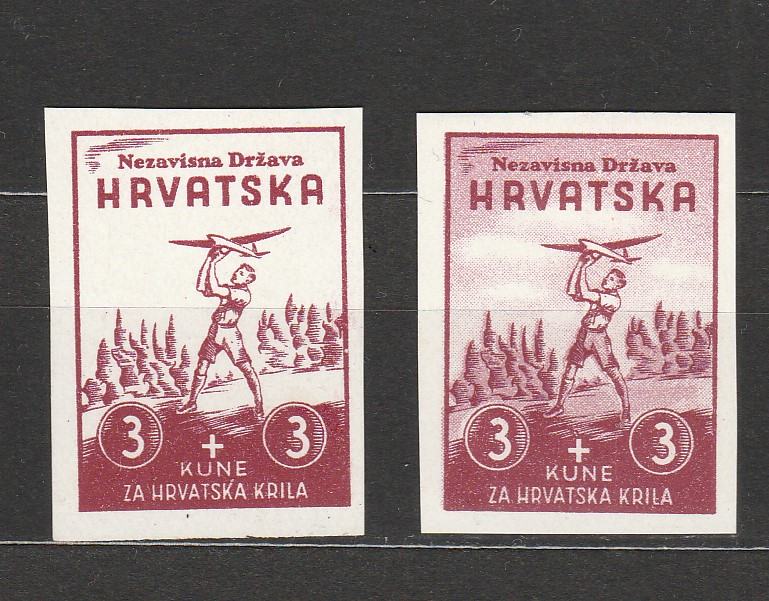 Nezavisna Država
HRVATSKA
3 + 3
KUNE
ZA HRVATSKA KRILA
Nezavisna Država
HRVATSKA
3 + 3
KUNE
ZA HRVATSKA KRILA